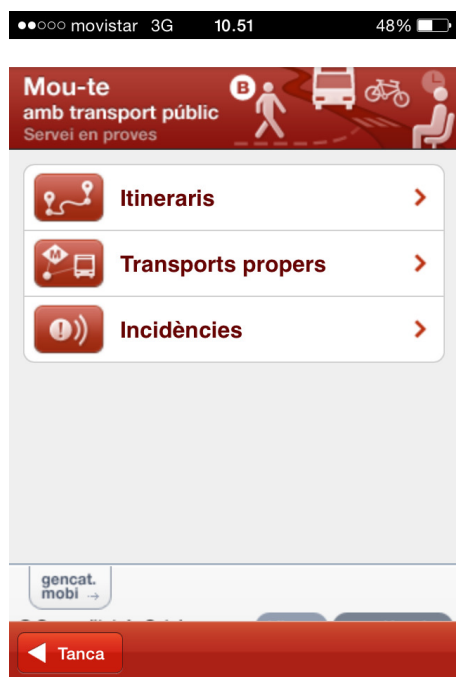 movistar 3G 10.51 48%
Mou-te
amb transport públic
Servei en proves
B
Itineraris
M
Transports propers
Incidències
gencat.
mobi →
Tanca